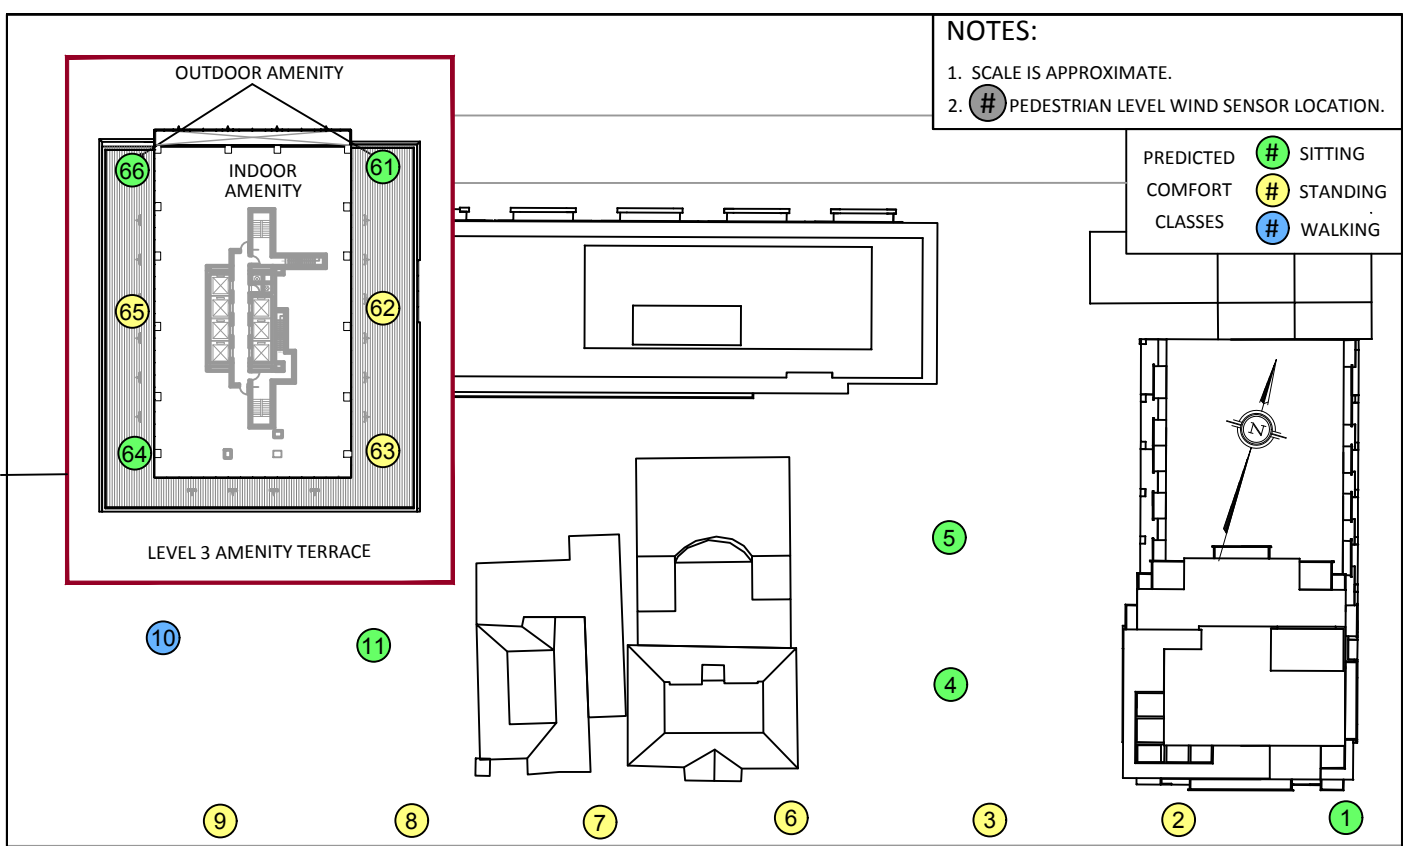 NOTES:
1. SCALE IS APPROXIMATE.
2. # PEDESTRIAN LEVEL WIND SENSOR LOCATION.
OUTDOOR AMENITY
PREDICTED
COMFORT
CLASSES
# SITTING
# STANDING
# WALKING
66
61
INDOOR
AMENITY
65
62
64
63
LEVEL 3 AMENITY TERRACE
N
5
10
11
4
9
8
7
6
3
2
1